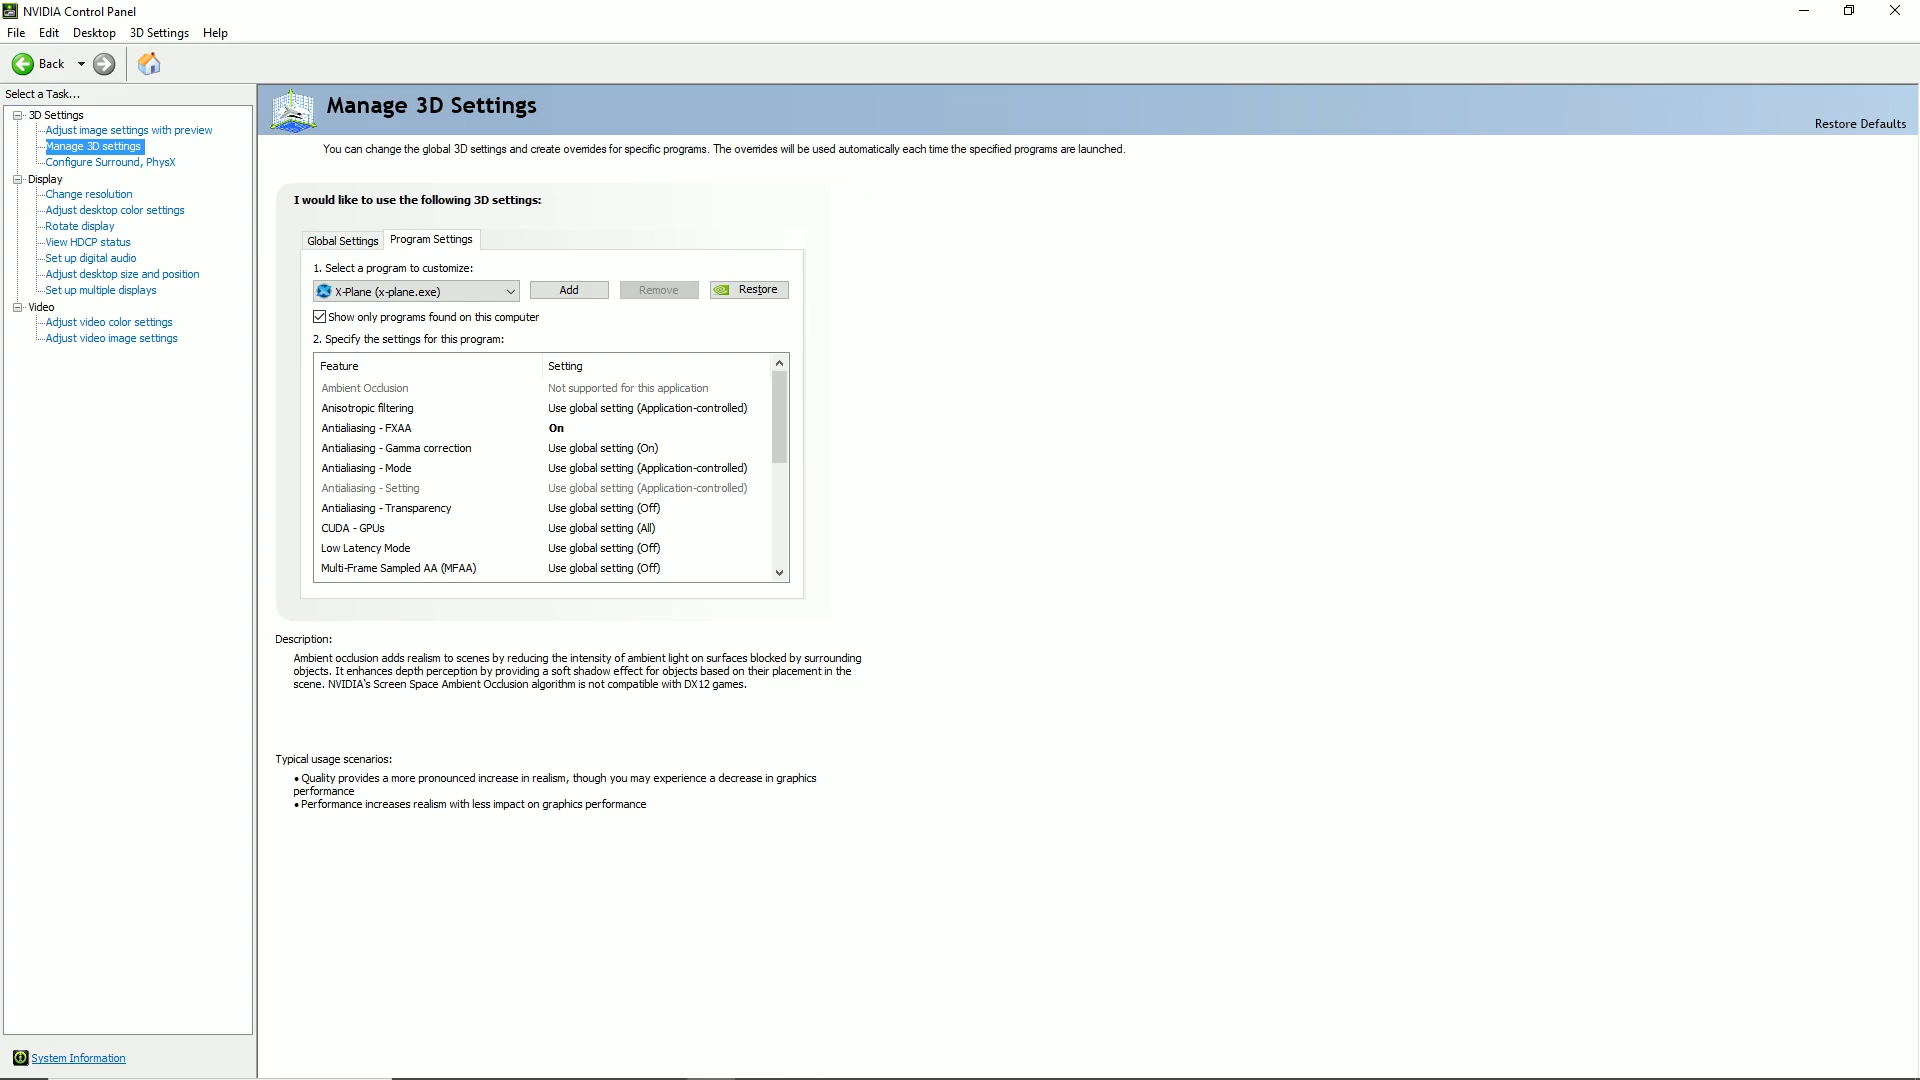 NVIDIA Control Panel
File Edit Desktop 3D Settings Help
Back
Select a Task...
3D Settings
Adjust image settings with preview
Manage 3D settings
Configure Surround, PhysX
Display
Change resolution
Adjust desktop color settings
Rotate display
View HDCP status
Set up digital audio
Adjust desktop size and position
Set up multiple displays
Video
Adjust video color settings
Adjust video image settings
System Information
Manage 3D Settings
Restore Defaults
You can change the global 3D settings and create overrides for specific programs. The overrides will be used automatically each time the specified programs are launched.
I would like to use the following 3D settings:
Global Settings Program Settings
1. Select a program to customize:
X-Plane (x-plane.exe) Add Remove Restore
Show only programs found on this computer
2. Specify the settings for this program:
Feature Setting
Ambient Occlusion Not supported for this application
Anisotropic filtering Use global setting (Application-controlled)
Antialiasing - FXAA On
Antialiasing - Gamma correction Use global setting (On)
Antialiasing - Mode Use global setting (Application-controlled)
Antialiasing - Setting Use global setting (Application-controlled)
Antialiasing - Transparency Use global setting (Off)
CUDA - GPUs Use global setting (All)
Low Latency Mode Use global setting (Off)
Multi-Frame Sampled AA (MFAA) Use global setting (Off)
Description:
Ambient occlusion adds realism to scenes by reducing the intensity of ambient light on surfaces blocked by surrounding
objects. It enhances depth perception by providing a soft shadow effect for objects based on their placement in the
scene. NVIDIA's Screen Space Ambient Occlusion algorithm is not compatible with DX12 games.
Typical usage scenarios:
• Quality provides a more pronounced increase in realism, though you may experience a decrease in graphics
performance
• Performance increases realism with less impact on graphics performance